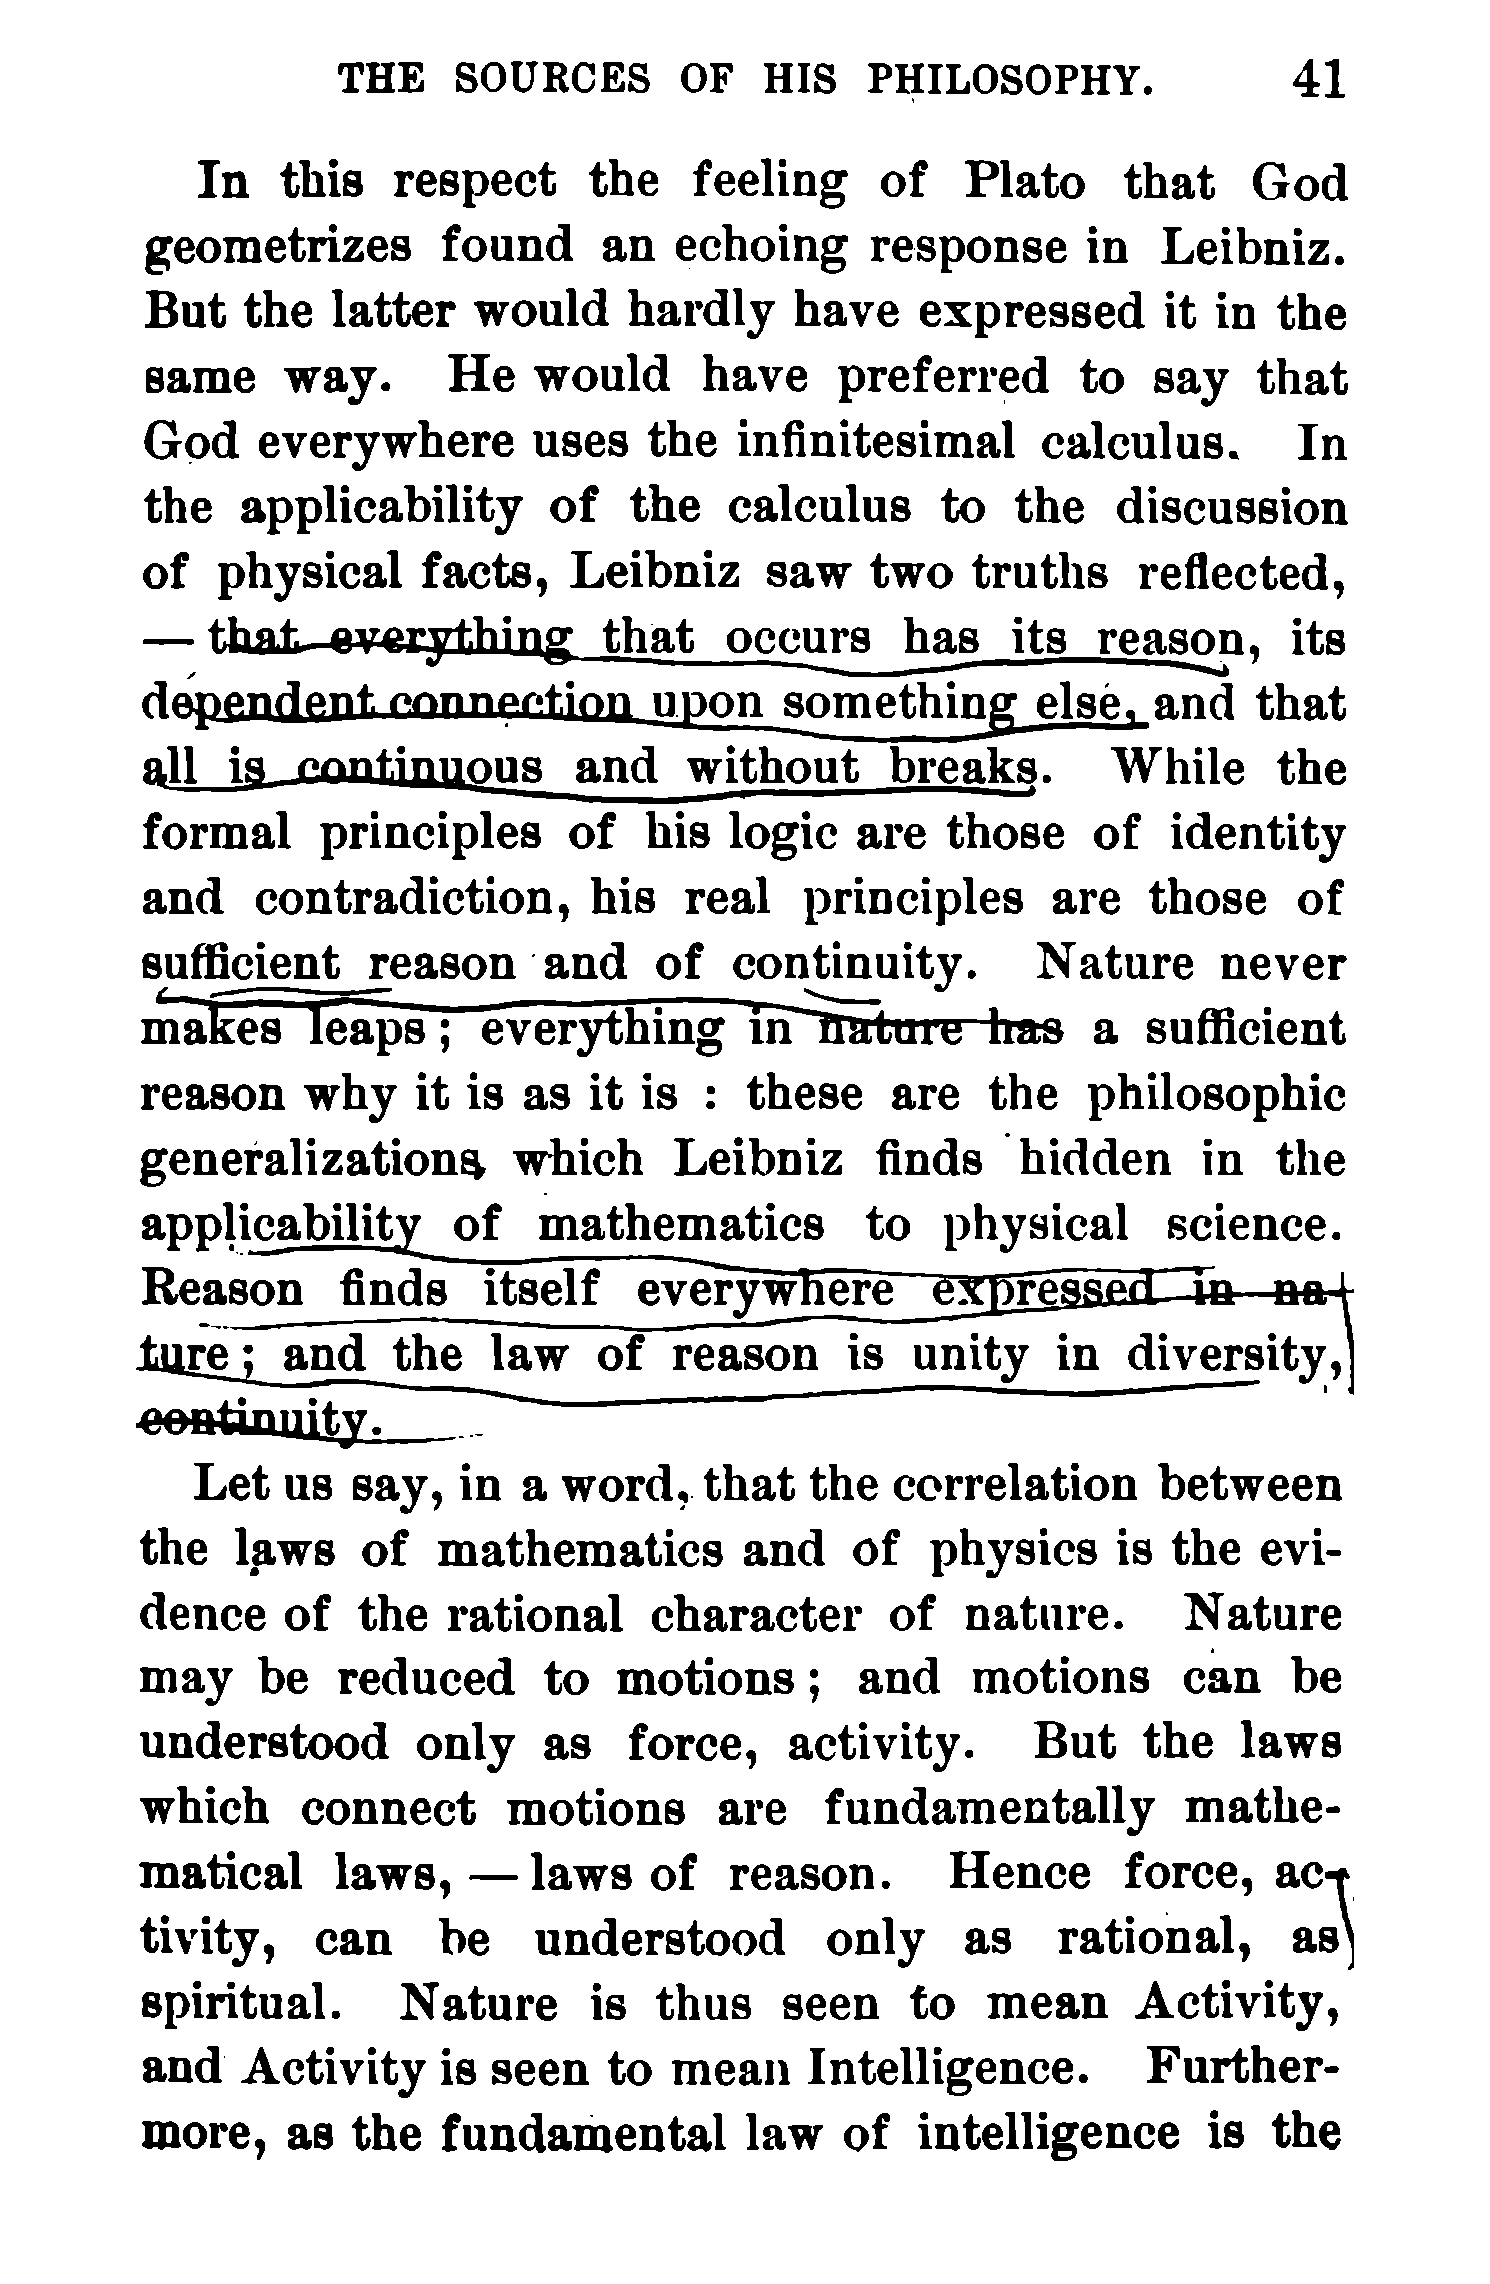 THE SOURCES OF HIS PHILOSOPHY. 41
In this respect the feeling of Plato that God
geometrizes found an echoing response in Leibniz.
But the latter would hardly have expressed it in the
same way. He would have preferred to say that
God everywhere uses the infinitesimal calculus. In
the applicability of the calculus to the discussion
of physical facts, Leibniz saw two truths reflected,
— that everything that occurs has its reason, its
dependent connection upon something else, and that
all is continuous and without breaks. While the
formal principles of his logic are those of identity
and contradiction, his real principles are those of
sufficient reason and of continuity. Nature never
makes leaps; everything in nature has a sufficient
reason why it is as it is : these are the philosophic
generalizations which Leibniz finds hidden in the
applicability of mathematics to physical science.
Reason finds itself everywhere expressed in na-
ture; and the law of reason is unity in diversity,
continuity.
Let us say, in a word, that the correlation between
the laws of mathematics and of physics is the evi-
dence of the rational character of nature. Nature
may be reduced to motions; and motions can be
understood only as force, activity. But the laws
which connect motions are fundamentally mathe-
matical laws, — laws of reason. Hence force, ac-
tivity, can be understood only as rational, as
spiritual. Nature is thus seen to mean Activity,
and Activity is seen to mean Intelligence. Further-
more, as the fundamental law of intelligence is the